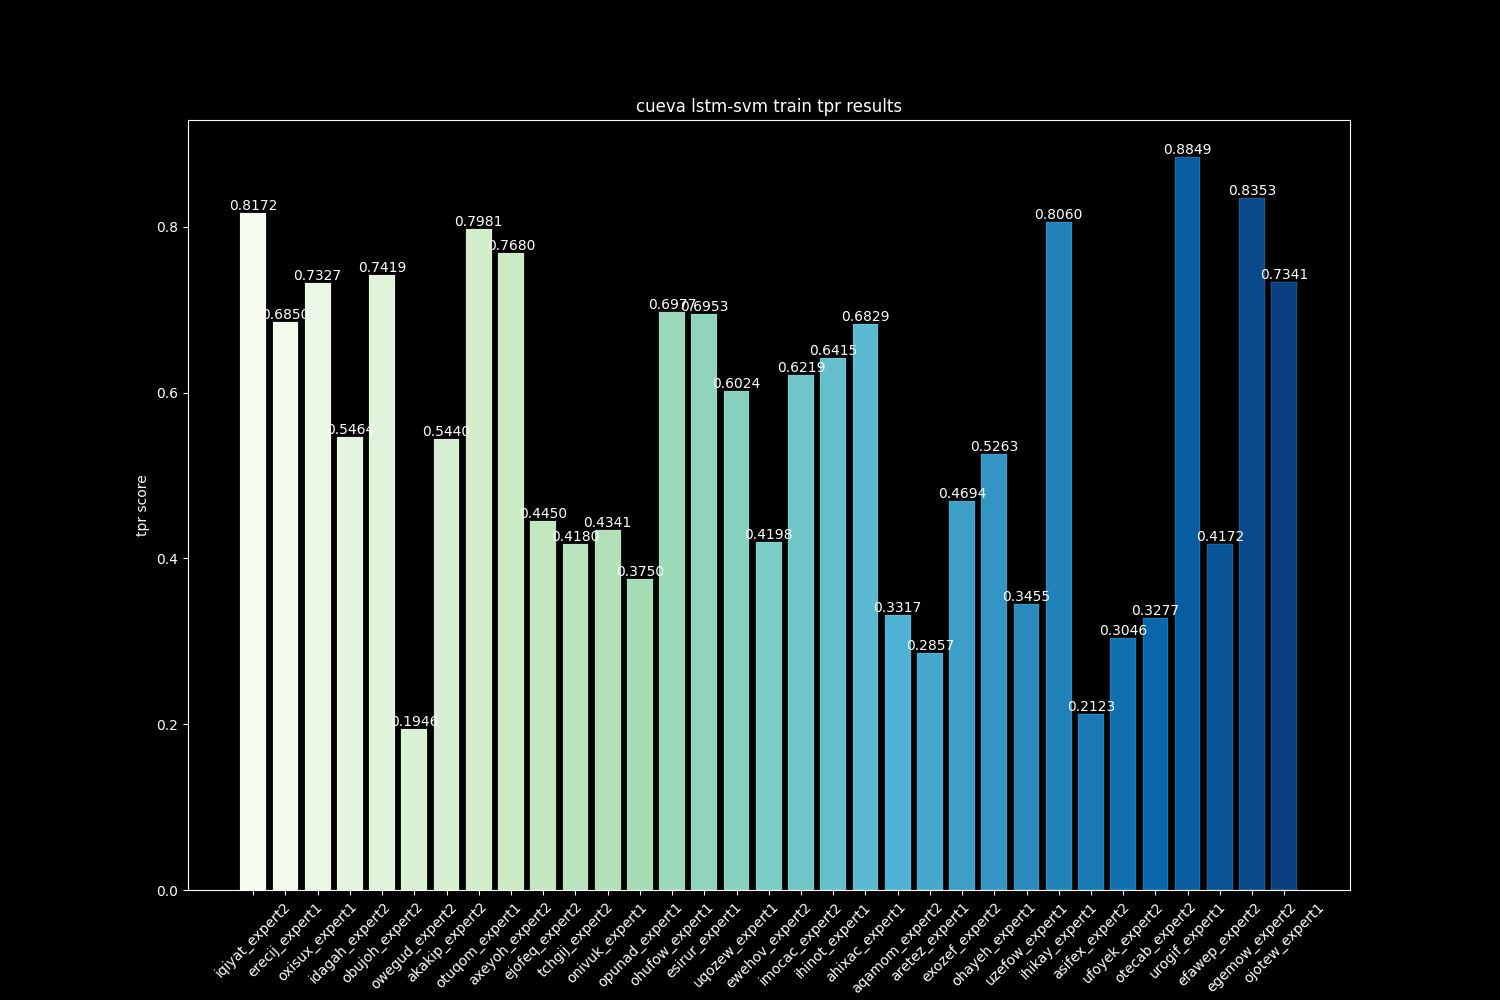 cueva lstm-svm train tpr results
tpr score
0.8
0.6
0.4
0.2
0.0
0.8172
0.6850
0.7327
0.5464
0.7419
0.1946
0.5440
0.7981
0.7680
0.4450
0.4180
0.4341
0.3750
0.6977
0.6953
0.6024
0.4198
0.6219
0.6415
0.6829
0.3317
0.2857
0.4694
0.5263
0.3455
0.8060
0.2123
0.3046
0.3277
0.8849
0.4172
0.8353
0.7341
iqjyat_expert2
erecij_expert1
oxisux_expert1
idagah_expert2
obujoh_expert2
owegud_expert2
akakip_expert2
otuqom_expert1
axeyoh_expert2
ejofeq_expert2
tchgjj_expert2
onivuk_expert1
opunad_expert1
ohufow_expert1
esirur_expert1
uqozew_expert1
ewehov_expert2
imocac_expert2
ihinot_expert1
ahixac_expert1
aqamom_expert2
aretez_expert1
exozef_expert2
ohayeh_expert1
uzefow_expert1
ihikay_expert1
asifex_expert2
ufoyek_expert2
otecab_expert2
urogif_expert1
efawep_expert2
egemow_expert2
ojotew_expert1